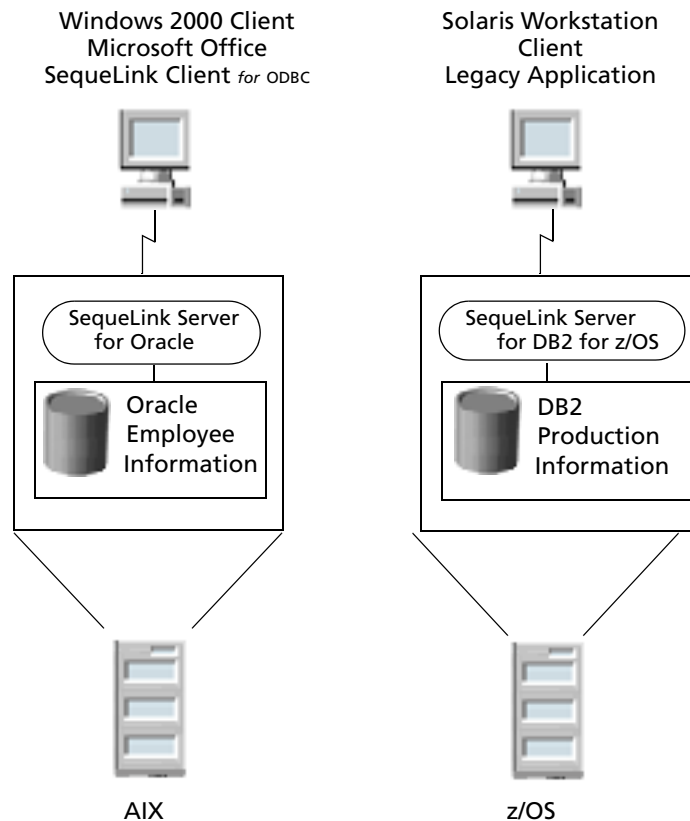 Windows 2000 Client
Microsoft Office
SequeLink Client for ODBC
Solaris Workstation
Client
Legacy Application
SequeLink Server
for Oracle
Oracle
Employee
Information
SequeLink Server
for DB2 for z/OS
DB2
Production
Information
AIX
z/OS